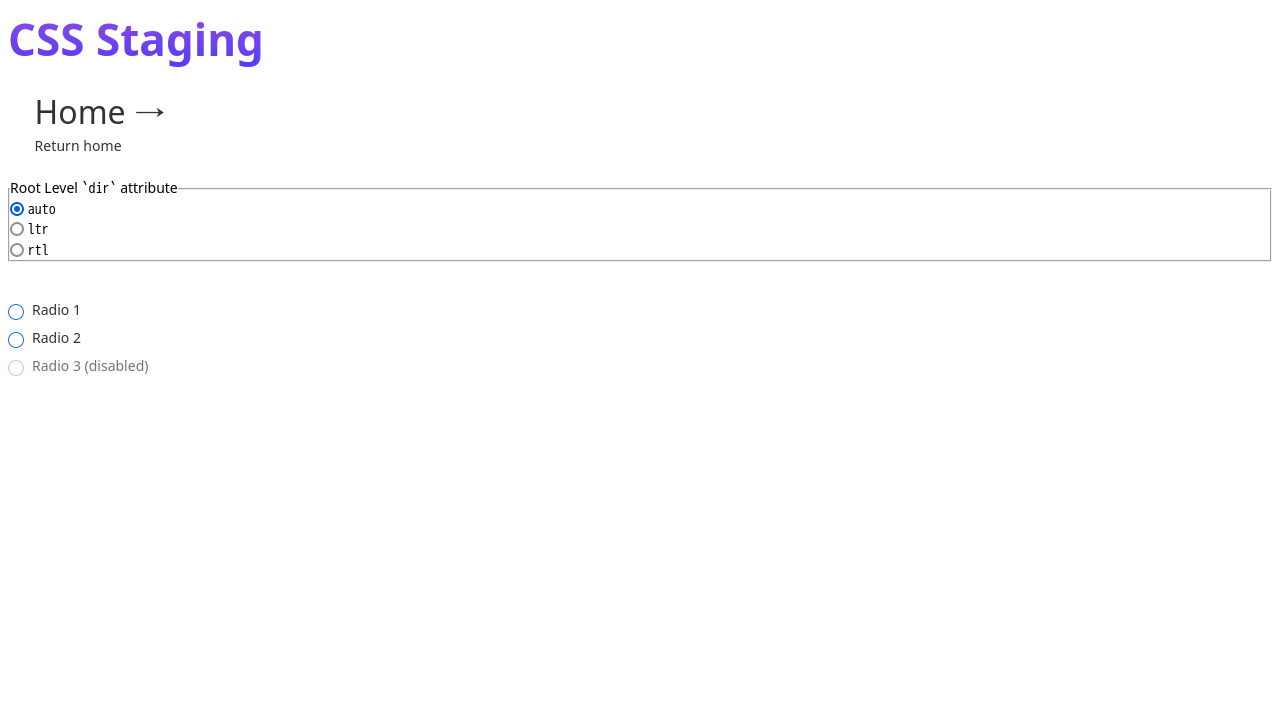 CSS Staging
Home →
Return home
Root Level `dir` attribute
auto
ltr
rtl
Radio 1
Radio 2
Radio 3 (disabled)